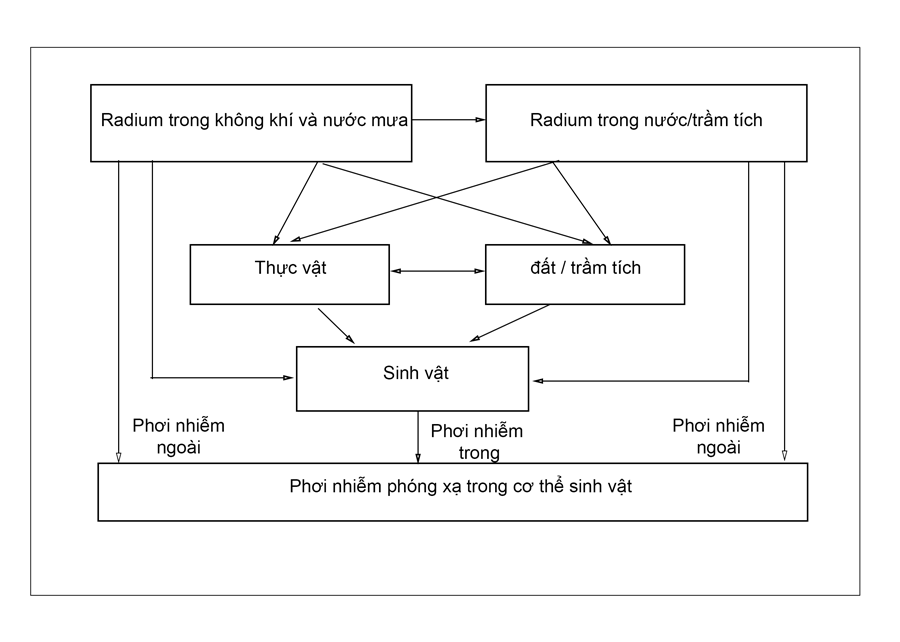 Radium trong không khí và nước mưa
Radium trong nước/trầm tích
Thực vật
đất / trầm tích
Sinh vật
Phơi nhiễm
ngoài
Phơi nhiễm
trong
Phơi nhiễm
ngoài
Phơi nhiễm phóng xạ trong cơ thể sinh vật